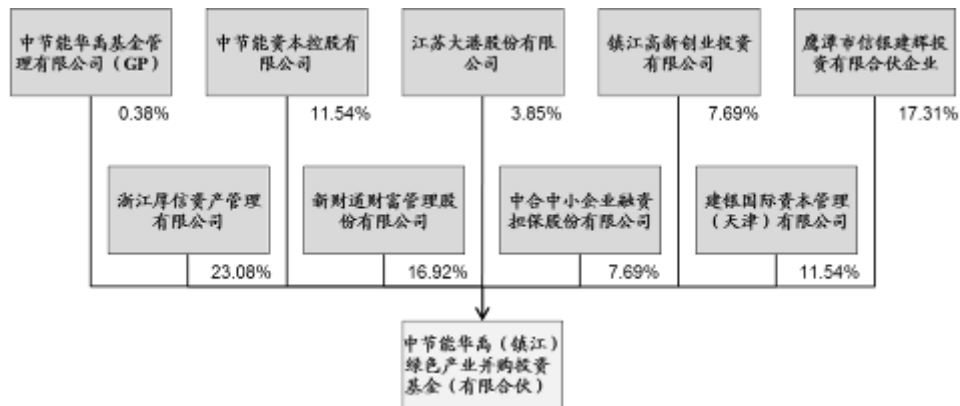 中节能华禹基金管
理有限公司（GP）
中节能资本控股有
限公司
江苏大港股份有限
公司
镇江高新创业投资
有限公司
鹰潭市信银建辉投
资有限合伙企业
0.38%
11.54%
3.85%
7.69%
17.31%
浙江厚信资产管理
有限公司
新财通财富管理股
份有限公司
中合中小企业融资
担保股份有限公司
建银国际资本管理
（天津）有限公司
23.08%
16.92%
7.69%
11.54%
中节能华禹（镇江）
绿色产业并购投资
基金（有限合伙）